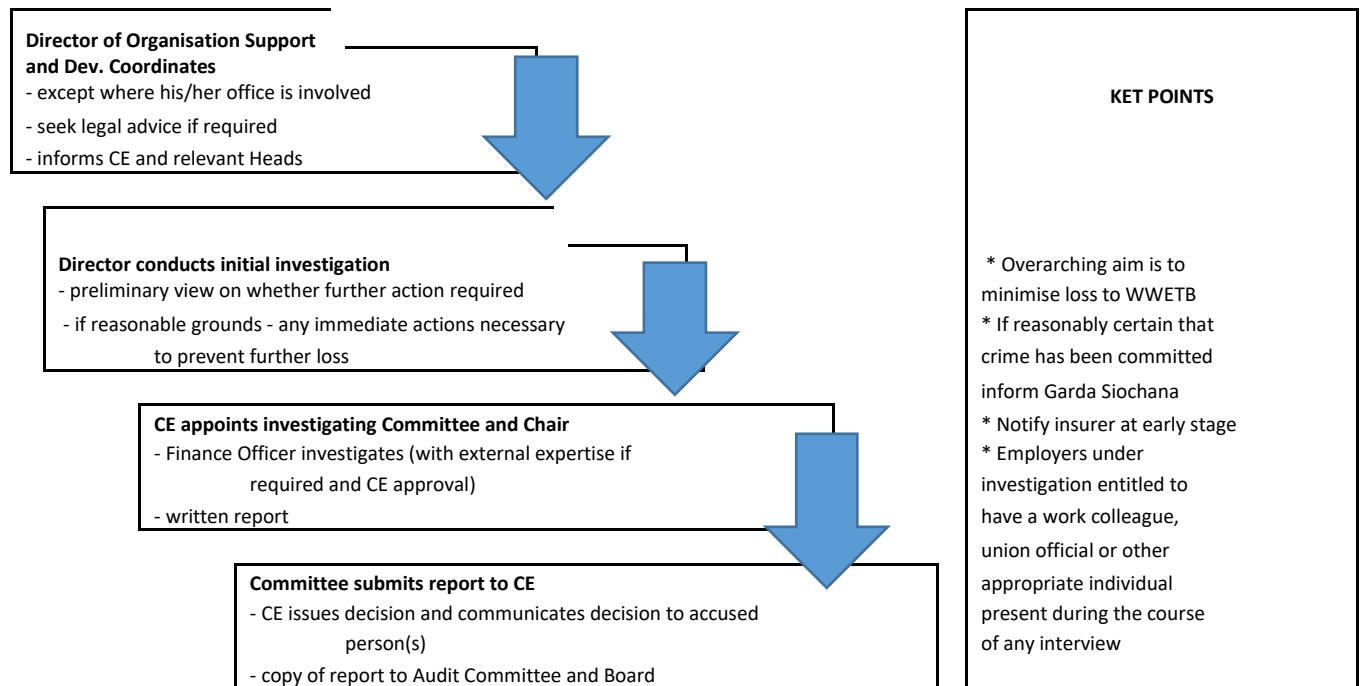 Director of Organisation Support
and Dev. Coordinates
- except where his/her office is involved
- seek legal advice if required
- informs CE and relevant Heads
Director conducts initial investigation
- preliminary view on whether further action required
- if reasonable grounds - any immediate actions necessary
to prevent further loss
CE appoints investigating Committee and Chair
- Finance Officer investigates (with external expertise if
required and CE approval)
- written report
Committee submits report to CE
- CE issues decision and communicates decision to accused
person(s)
- copy of report to Audit Committee and Board
KET POINTS
* Overarching aim is to
minimise loss to WWETB
* If reasonably certain that
crime has been committed
inform Garda Siochana
* Notify insurer at early stage
* Employers under
investigation entitled to
have a work colleague,
union official or other
appropriate individual
present during the course
of any interview